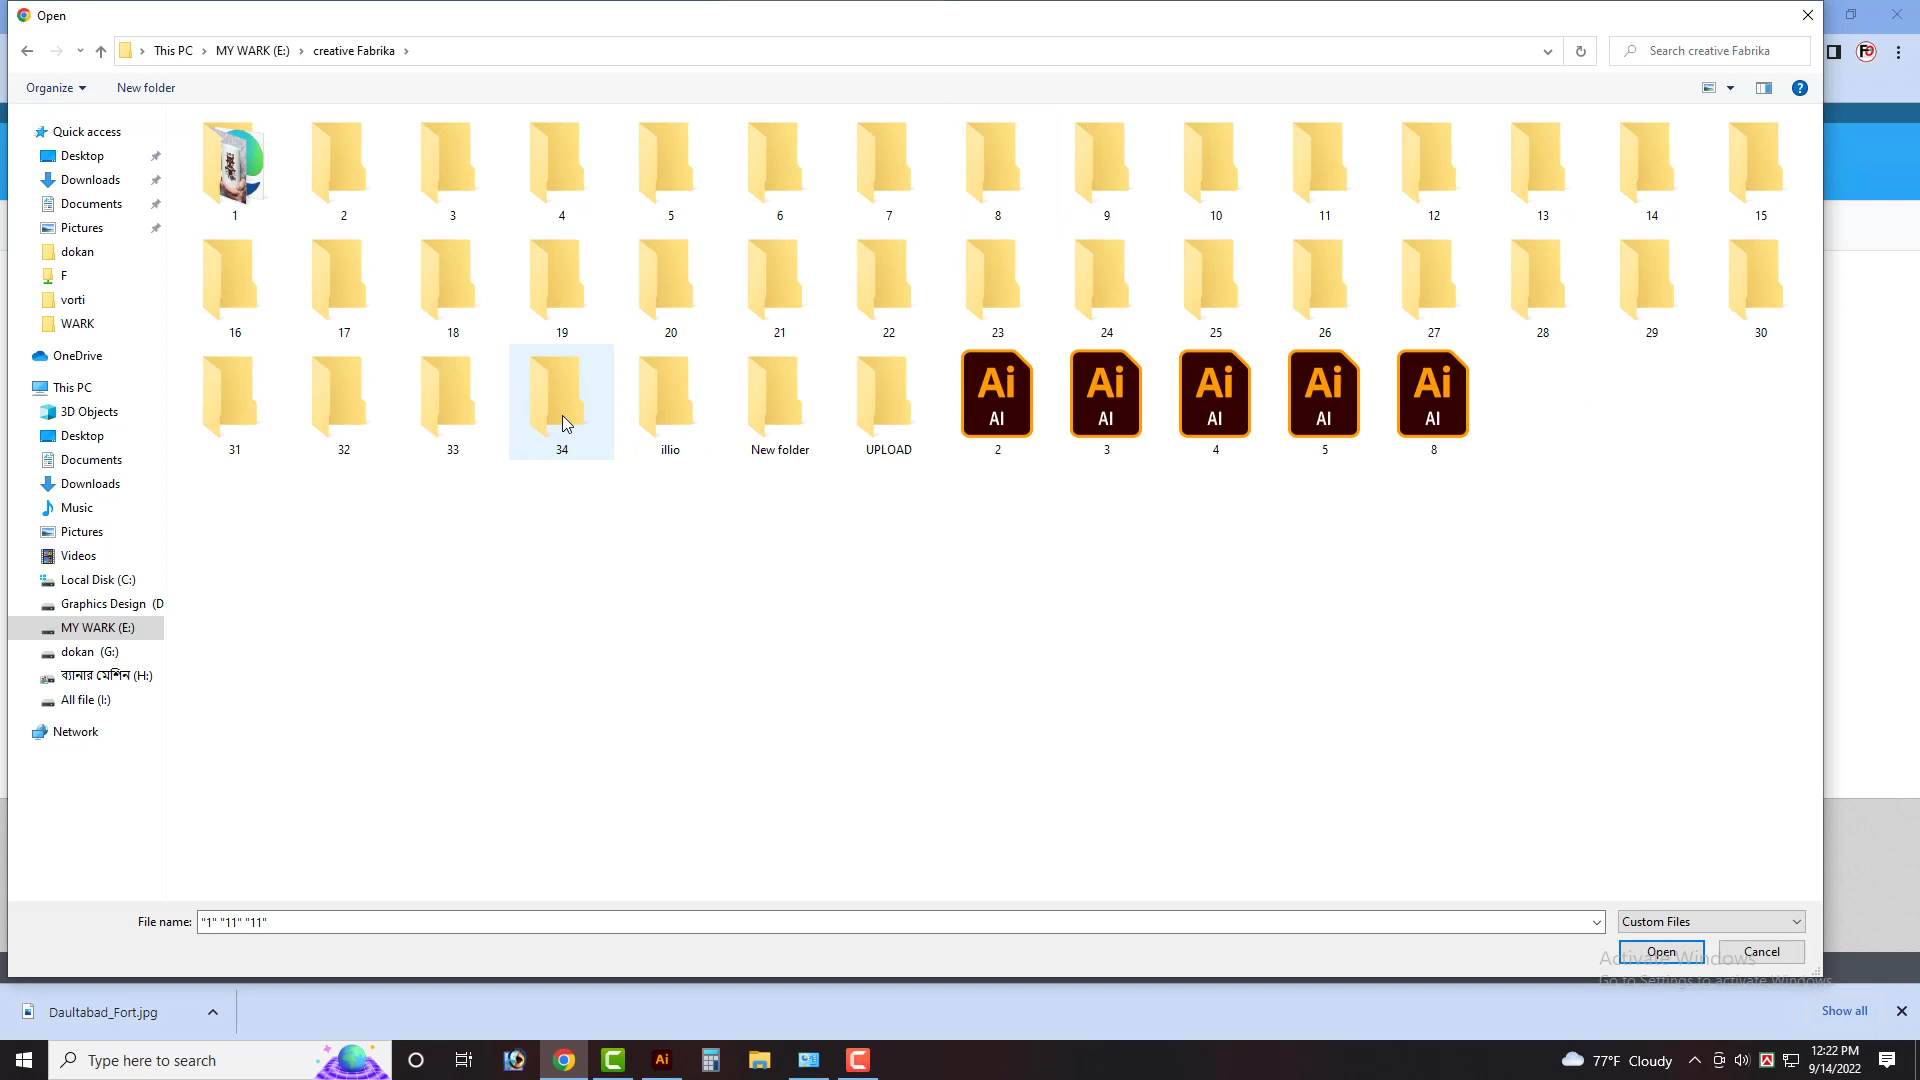 Open
This PC > MY WARK (E:) > creative Fabrika >
Search creative Fabrika
Organize
New folder
Quick access
Desktop
Downloads
Documents
Pictures
dokan
F
vorti
WARK
OneDrive
This PC
3D Objects
Desktop
Documents
Downloads
Music
Pictures
Videos
Local Disk (C:)
Graphics Design (D
MY WARK (E:)
dokan (G:)
ব্যানার মেশিন (H:)
All file (I:)
Network
1 2 3 4 5 6 7 8 9 10 11 12 13 14 15
16 17 18 19 20 21 22 23 24 25 26 27 28 29 30
Ai Ai Ai Ai Ai
AI AI AI AI AI
31 32 33 34 illio New folder UPLOAD 2 3 4 5 8
File name: "1" "11" "11"
Custom Files
Open
Cancel
Activate Windows
Go to Settings to activate Windows.
Daultabad_Fort.jpg
Show all
Type here to search
Ai
77°F Cloudy
12:22 PM
9/14/2022